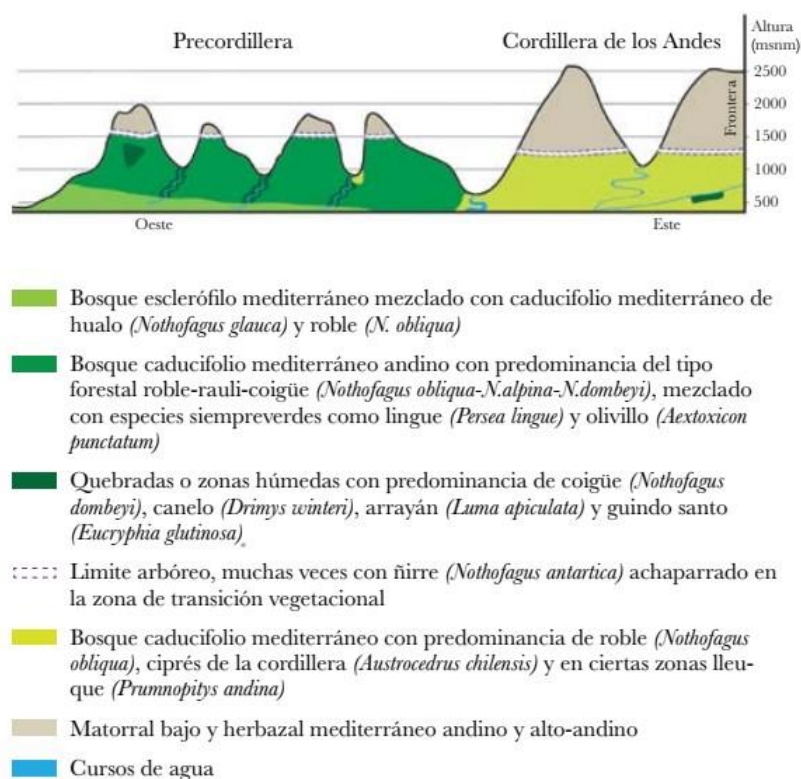 Precordillera
Cordillera de los Andes
Altura
(msnm)
2500
2000
1500
1000
500
Frontera
Oeste
Este
Bosque esclerófilo mediterráneo mezclado con caducifolio mediterráneo de
hualo (Nothofagus glauca) y roble (N. obliqua)
Bosque caducifolio mediterráneo andino con predominancia del tipo
forestal roble-rauli-coigüe (Nothofagus obliqua-N.alpina-N.dombeyi), mezclado
con especies siempreverdes como lingue (Persea lingue) y olivillo (Aextoxicon
punctatum)
Quebradas o zonas húmedas con predominancia de coigüe (Nothofagus
dombeyi), canelo (Drimys winteri), arrayán (Luma apiculata) y guindo santo
(Eucryphia glutinosa).
Limite arbóreo, muchas veces con ñirre (Nothofagus antartica) achaparrado en
la zona de transición vegetacional
Bosque caducifolio mediterráneo con predominancia de roble (Nothofagus
obliqua), ciprés de la cordillera (Austrocedrus chilensis) y en ciertas zonas lleu-
que (Prumnopitys andina)
Matorral bajo y herbazal mediterráneo andino y alto-andino
Cursos de agua